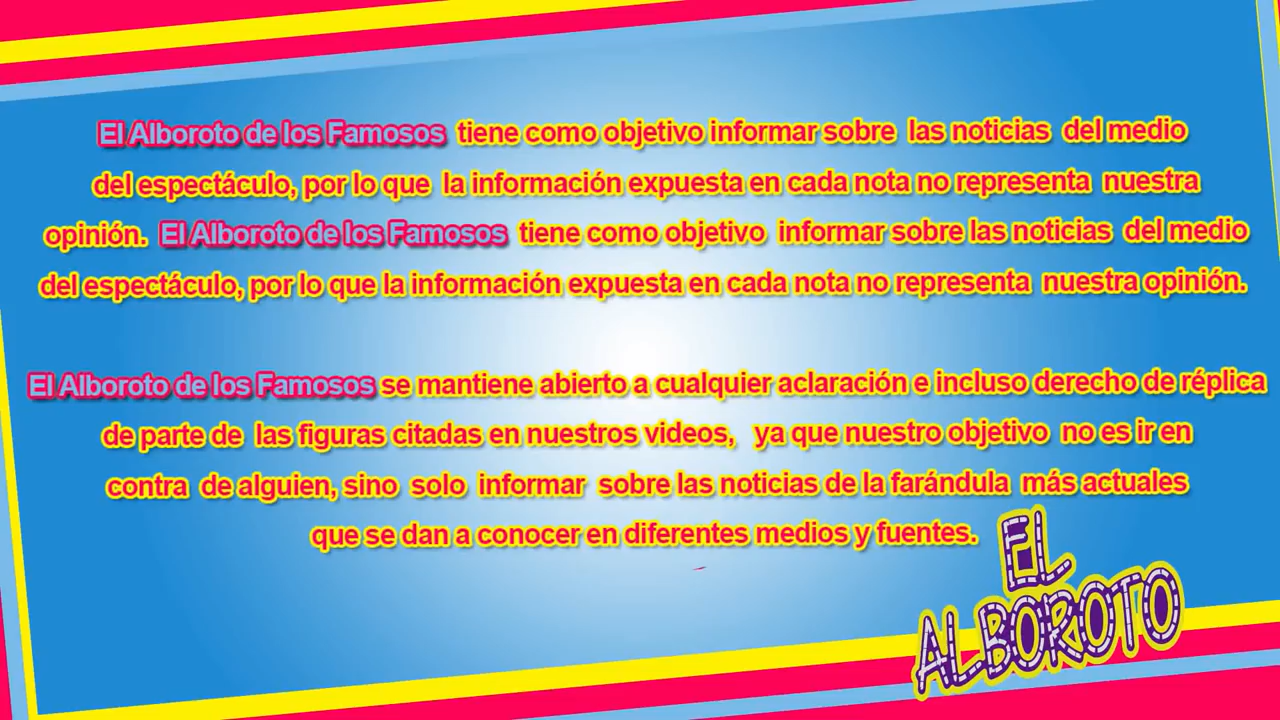 El Alboroto de los Famosos tiene como objetivo informar sobre las noticias del medio
del espectáculo, por lo que la información expuesta en cada nota no representa nuestra
opinión. El Alboroto de los Famosos tiene como objetivo informar sobre las noticias del medio
del espectáculo, por lo que la información expuesta en cada nota no representa nuestra opinión.
El Alboroto de los Famosos se mantiene abierto a cualquier aclaración e incluso derecho de réplica
de parte de las figuras citadas en nuestros videos, ya que nuestro objetivo no es ir en
contra de alguien, sino solo informar sobre las noticias de la farándula más actuales
que se dan a conocer en diferentes medios y fuentes.
EL
ALBOROTO